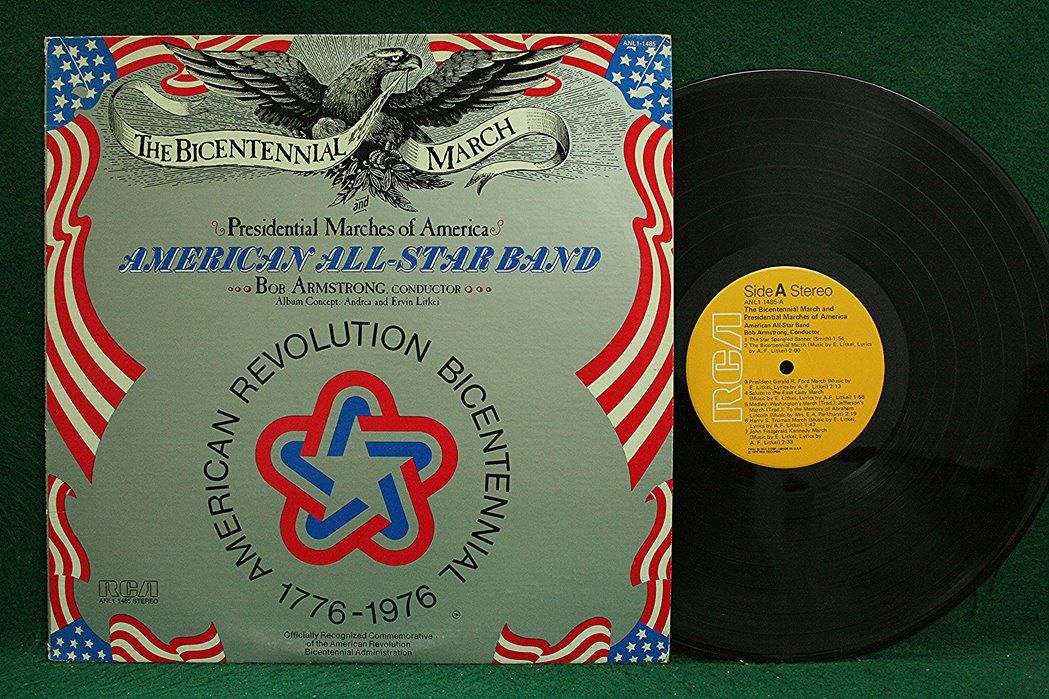 ANL1-1485
THE BICENTENNIAL MARCH
and
Presidential Marches of America
AMERICAN ALL-STAR BAND
BOB ARMSTRONG, CONDUCTOR
Album Concept: Andrea and Ervin Litkei
AMERICAN REVOLUTION BICENTENNIAL
1776-1976
TM
RCA
ANL1-1485 STEREO
Officially Recognized Commemorative
of the American Revolution
Bicentennial Administration
RCA
Side A Stereo
ANL1-1485-A
The Bicentennial March and
Presidential Marches of America
American All-Star Band
Bob Armstrong, Conductor
1 The Star Spangled Banner (Smith) 1:54
2 The Bicentennial March (Music by E. Litkei, Lyrics
by A. F. Litkei) 2:00
3 President Gerald R. Ford March (Music by
E. Litkei, Lyrics by A. F. Litkei) 2:13
4 Salute to the First Lady March
(Music by E. Litkei, Lyrics by A.F. Litkei) 1:56
5 Medley: Washington's March (Trad.); Jefferson's
March (Trad.); To the Memory of Abraham
Lincoln (Music by Mrs. E.A. Parkhurst) 2:19
6 Harry S. Truman March (Music by E. Litkei,
Lyrics by A.F. Litkei) 1:47
7 John Fitzgerald Kennedy March
(Music by E. Litkei, Lyrics by
A. F. Litkei) 2:33